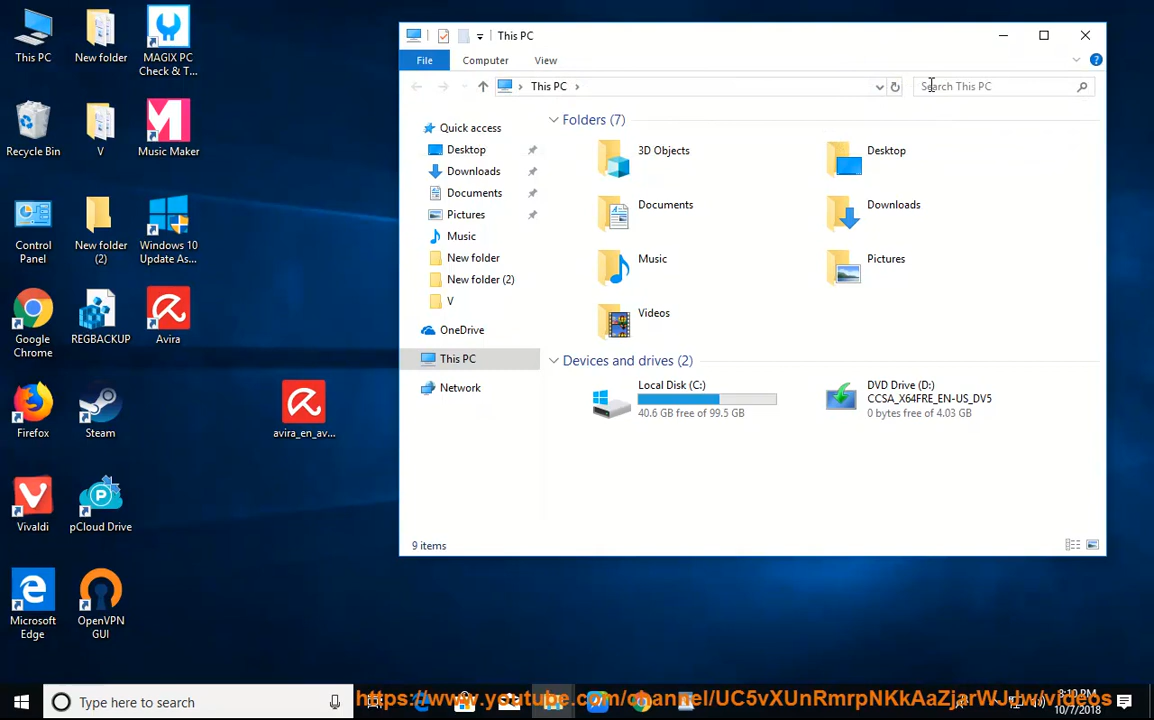 This PC
New folder
MAGIX PC
Check & T...
Recycle Bin
V
Music Maker
Control
Panel
New folder
(2)
Windows 10
Update As...
Google
Chrome
REGBACKUP
Avira
Firefox
Steam
avira_en_av...
Vivaldi
pCloud Drive
Microsoft
Edge
OpenVPN
GUI
This PC
File
Computer
View
This PC
Search This PC
Quick access
Desktop
Downloads
Documents
Pictures
Music
New folder
New folder (2)
V
OneDrive
This PC
Network
Folders (7)
3D Objects
Desktop
Documents
Downloads
Music
Pictures
Videos
Devices and drives (2)
Local Disk (C:)
40.6 GB free of 99.5 GB
DVD Drive (D:)
CCSA_X64FRE_EN-US_DV5
0 bytes free of 4.03 GB
9 items
Type here to search
https://www.youtube.com/channel/UC5vXUnRmrpNKkAaZjarWJJw/videos
8:10 PM
10/7/2018